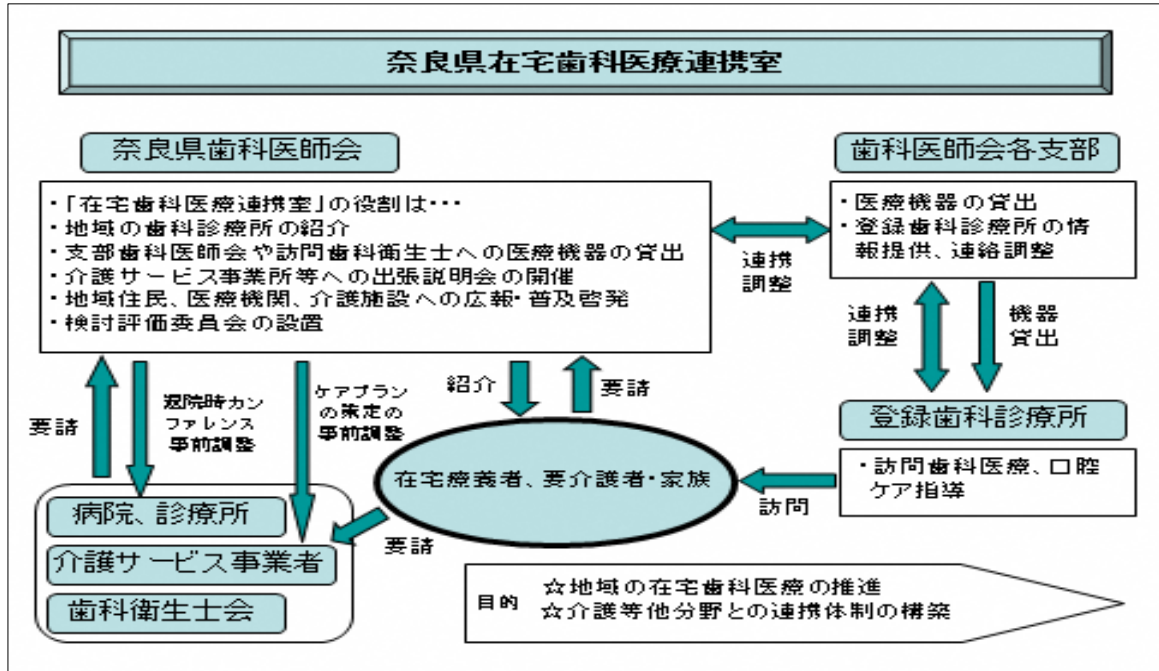 奈良県在宅歯科医療連携室
奈良県歯科医師会
・「在宅歯科医療連携室」の役割は・・・
・地域の歯科診療所の紹介
・支部歯科医師会や訪問歯科衛生士への医療機器の貸出
・介護サービス事業所等への出張説明会の開催
・地域住民、医療機関、介護施設への広報・普及啓発
・検討評価委員会の設置
歯科医師会各支部
・医療機器の貸出
・登録歯科診療所の情
報提供、連絡調整
連携
調整
連携
調整
機器
貸出
要請
退院時カン
ファレンス
事前調整
ケアプラン
の策定の
事前調整
紹介
要請
登録歯科診療所
・訪問歯科医療、口腔
ケア指導
在宅療養者、要介護者・家族
訪問
要請
病院、診療所
介護サービス事業者
歯科衛生士会
目的
☆地域の在宅歯科医療の推進
☆介護等他分野との連携体制の構築